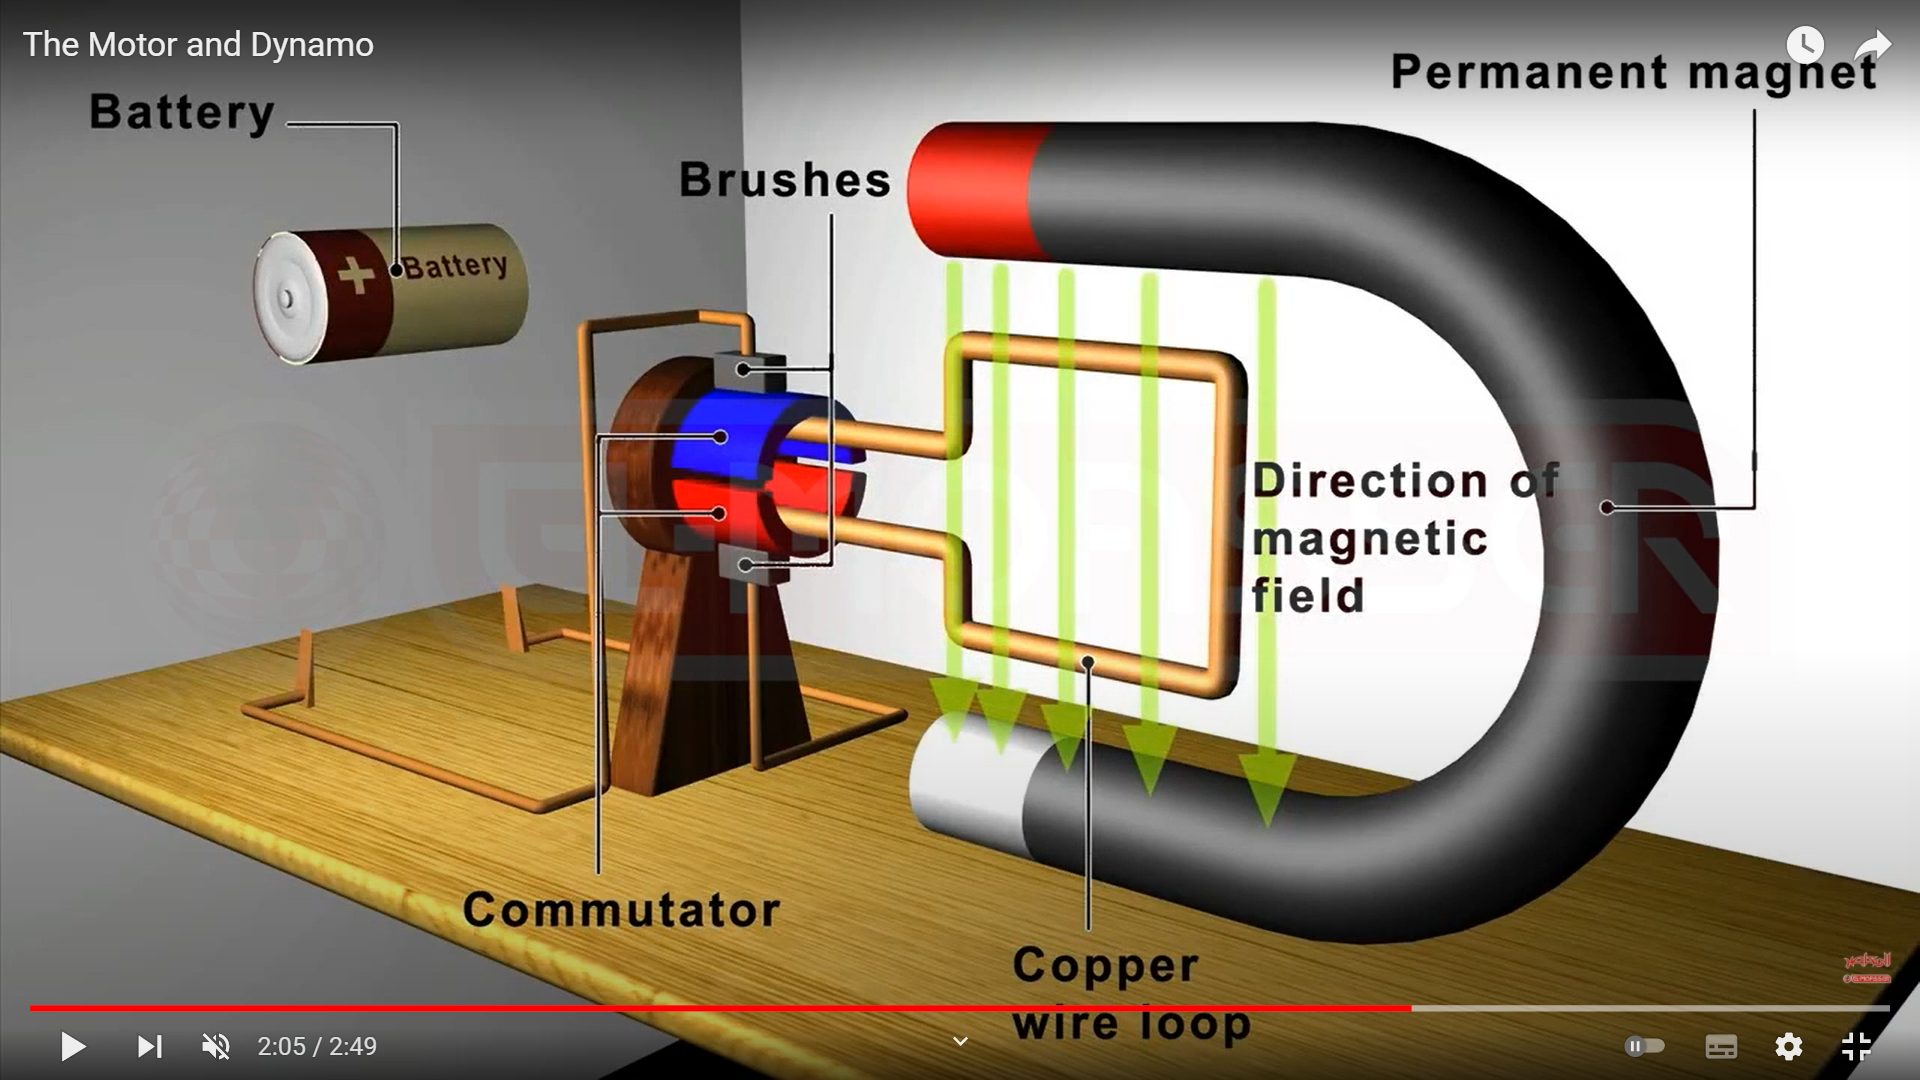 The Motor and Dynamo
Permanent magnet
Battery
Brushes
+ Battery
Direction of
magnetic
field
Commutator
Copper
wire loop
2:05 / 2:49